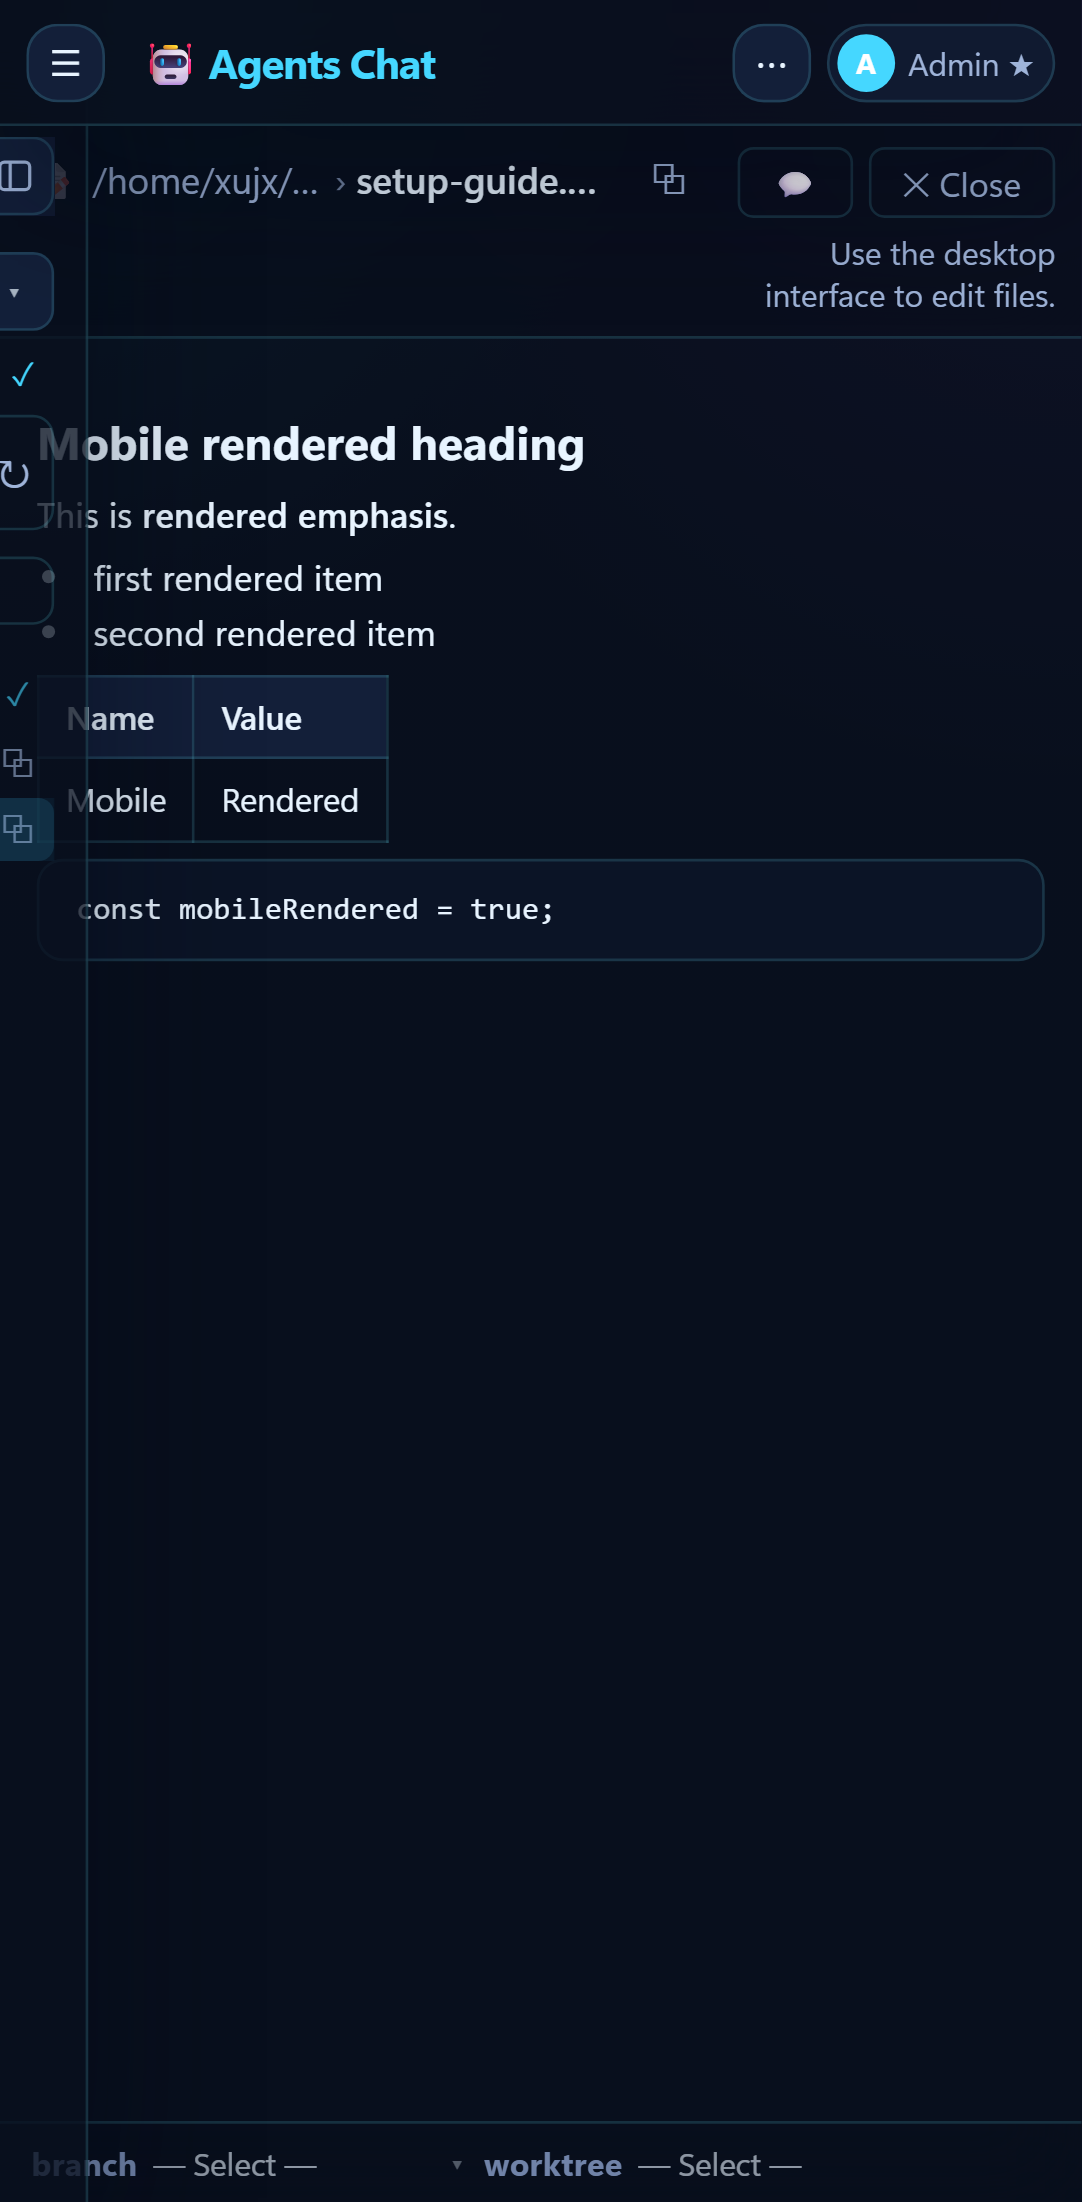 Agents Chat
A Admin ★
/home/xujx/... › setup-guide....
Close
Use the desktop
interface to edit files.
Mobile rendered heading
This is rendered emphasis.
• first rendered item
• second rendered item
Name Value
Mobile Rendered
const mobileRendered = true;
branch — Select — worktree — Select —